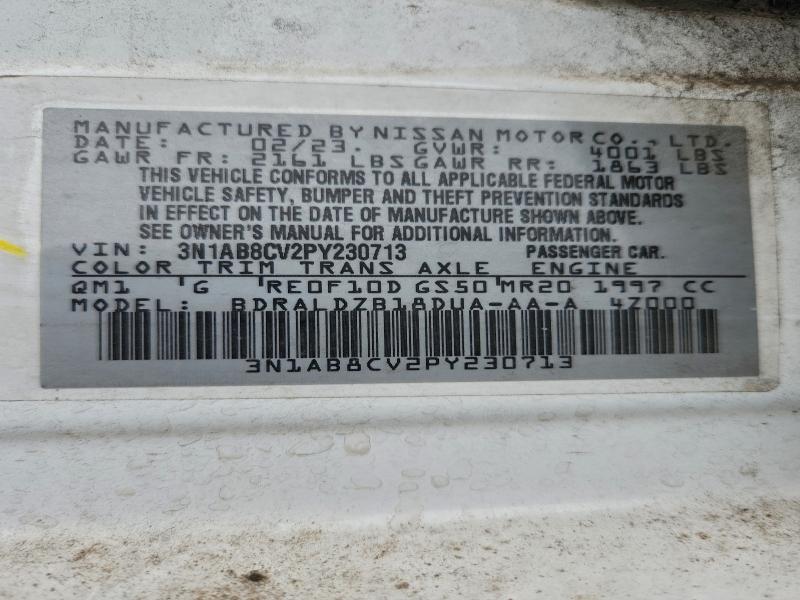 MANUFACTURED BY NISSAN MOTOR CO., LTD.
DATE: 02/23. GVWR: 4001 LBS
GAWR FR: 2161 LBS GAWR RR: 1863 LBS
THIS VEHICLE CONFORMS TO ALL APPLICABLE FEDERAL MOTOR
VEHICLE SAFETY, BUMPER AND THEFT PREVENTION STANDARDS
IN EFFECT ON THE DATE OF MANUFACTURE SHOWN ABOVE.
SEE OWNER'S MANUAL FOR ADDITIONAL INFORMATION.
VIN: 3N1AB8CV2PY230713 PASSENGER CAR.
COLOR TRIM TRANS AXLE ENGINE
QM1 'G 'RE0F10D GS50'MR20 1997 CC
MODEL: BDRALDZB18DUA-AA-A 4Z000
3N1AB8CV2PY230713